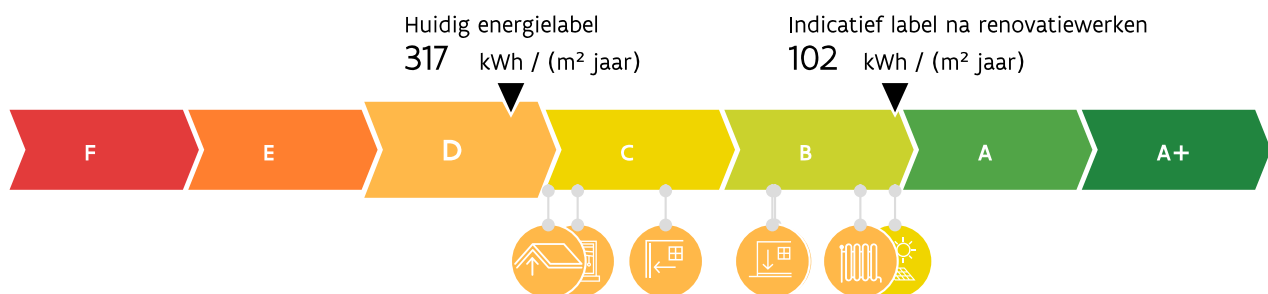 Huidig energielabel
317 kWh / (m² jaar)
Indicatief label na renovatiewerken
102 kWh / (m² jaar)
F
E
D
C
B
A
A+